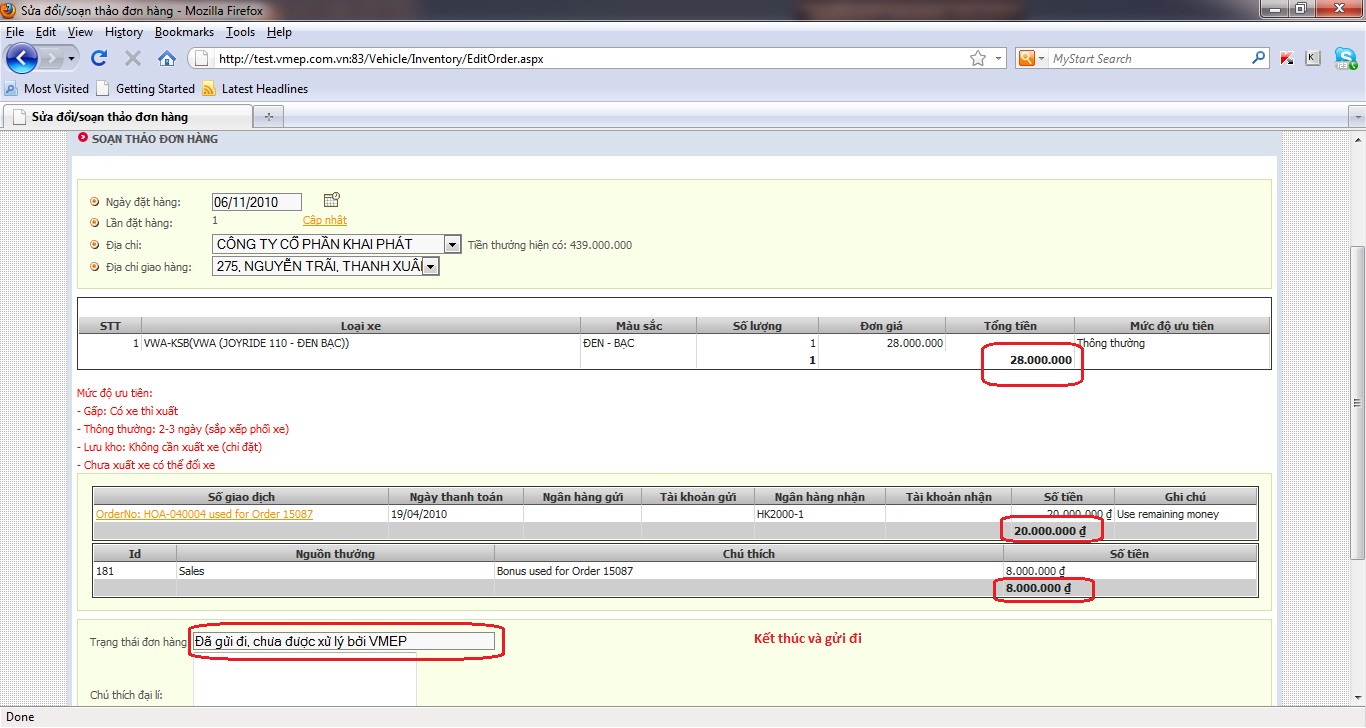 Sửa đổi/soạn thảo đơn hàng - Mozilla Firefox
File Edit View History Bookmarks Tools Help
http://test.vmep.com.vn:83/Vehicle/Inventory/EditOrder.aspx
MyStart Search
Most Visited Getting Started Latest Headlines
Sửa đổi/soạn thảo đơn hàng
SOẠN THẢO ĐƠN HÀNG
Ngày đặt hàng: 06/11/2010
Lần đặt hàng: 1 Cập nhật
Địa chỉ: CÔNG TY CỔ PHẦN KHAI PHÁT Tiền thưởng hiện có: 439.000.000
Địa chỉ giao hàng: 275, NGUYỄN TRÃI, THANH XUÂ
STT Loại xe Màu sắc Số lượng Đơn giá Tổng tiền Mức độ ưu tiên
1 VWA-KSB(VWA (JOYRIDE 110 - ĐEN BẠC)) ĐEN - BẠC 1 28.000.000 Thông thường
1 28.000.000
Mức độ ưu tiên:
- Gấp: Có xe thì xuất
- Thông thường: 2-3 ngày (sắp xếp phối xe)
- Lưu kho: Không cần xuất xe (chỉ đặt)
- Chưa xuất xe có thể đổi xe
Số giao dịch Ngày thanh toán Ngân hàng gửi Tài khoản gửi Ngân hàng nhận Tài khoản nhận Số tiền Ghi chú
OrderNo: HOA-040004 used for Order 15087 19/04/2010 HK2000-1 20.000.000 ₫ Use remaining money
20.000.000 ₫
Id Nguồn thưởng Chú thích Số tiền
181 Sales Bonus used for Order 15087 8.000.000 ₫
8.000.000 ₫
Trạng thái đơn hàng Đã gửi đi, chưa được xử lý bởi VMEP Kết thúc và gửi đi
Chú thích đại lí:
Done